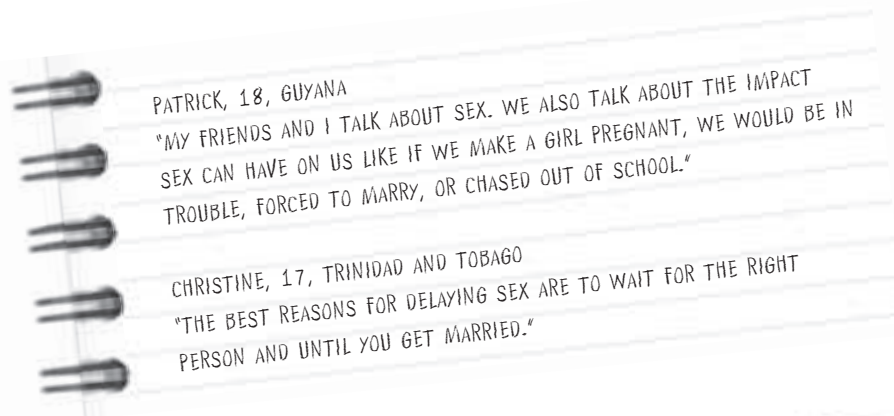 PATRICK, 18, GUYANA
"MY FRIENDS AND I TALK ABOUT SEX. WE ALSO TALK ABOUT THE IMPACT
SEX CAN HAVE ON US LIKE IF WE MAKE A GIRL PREGNANT, WE WOULD BE IN
TROUBLE, FORCED TO MARRY, OR CHASED OUT OF SCHOOL."
CHRISTINE, 17, TRINIDAD AND TOBAGO
"THE BEST REASONS FOR DELAYING SEX ARE TO WAIT FOR THE RIGHT
PERSON AND UNTIL YOU GET MARRIED."